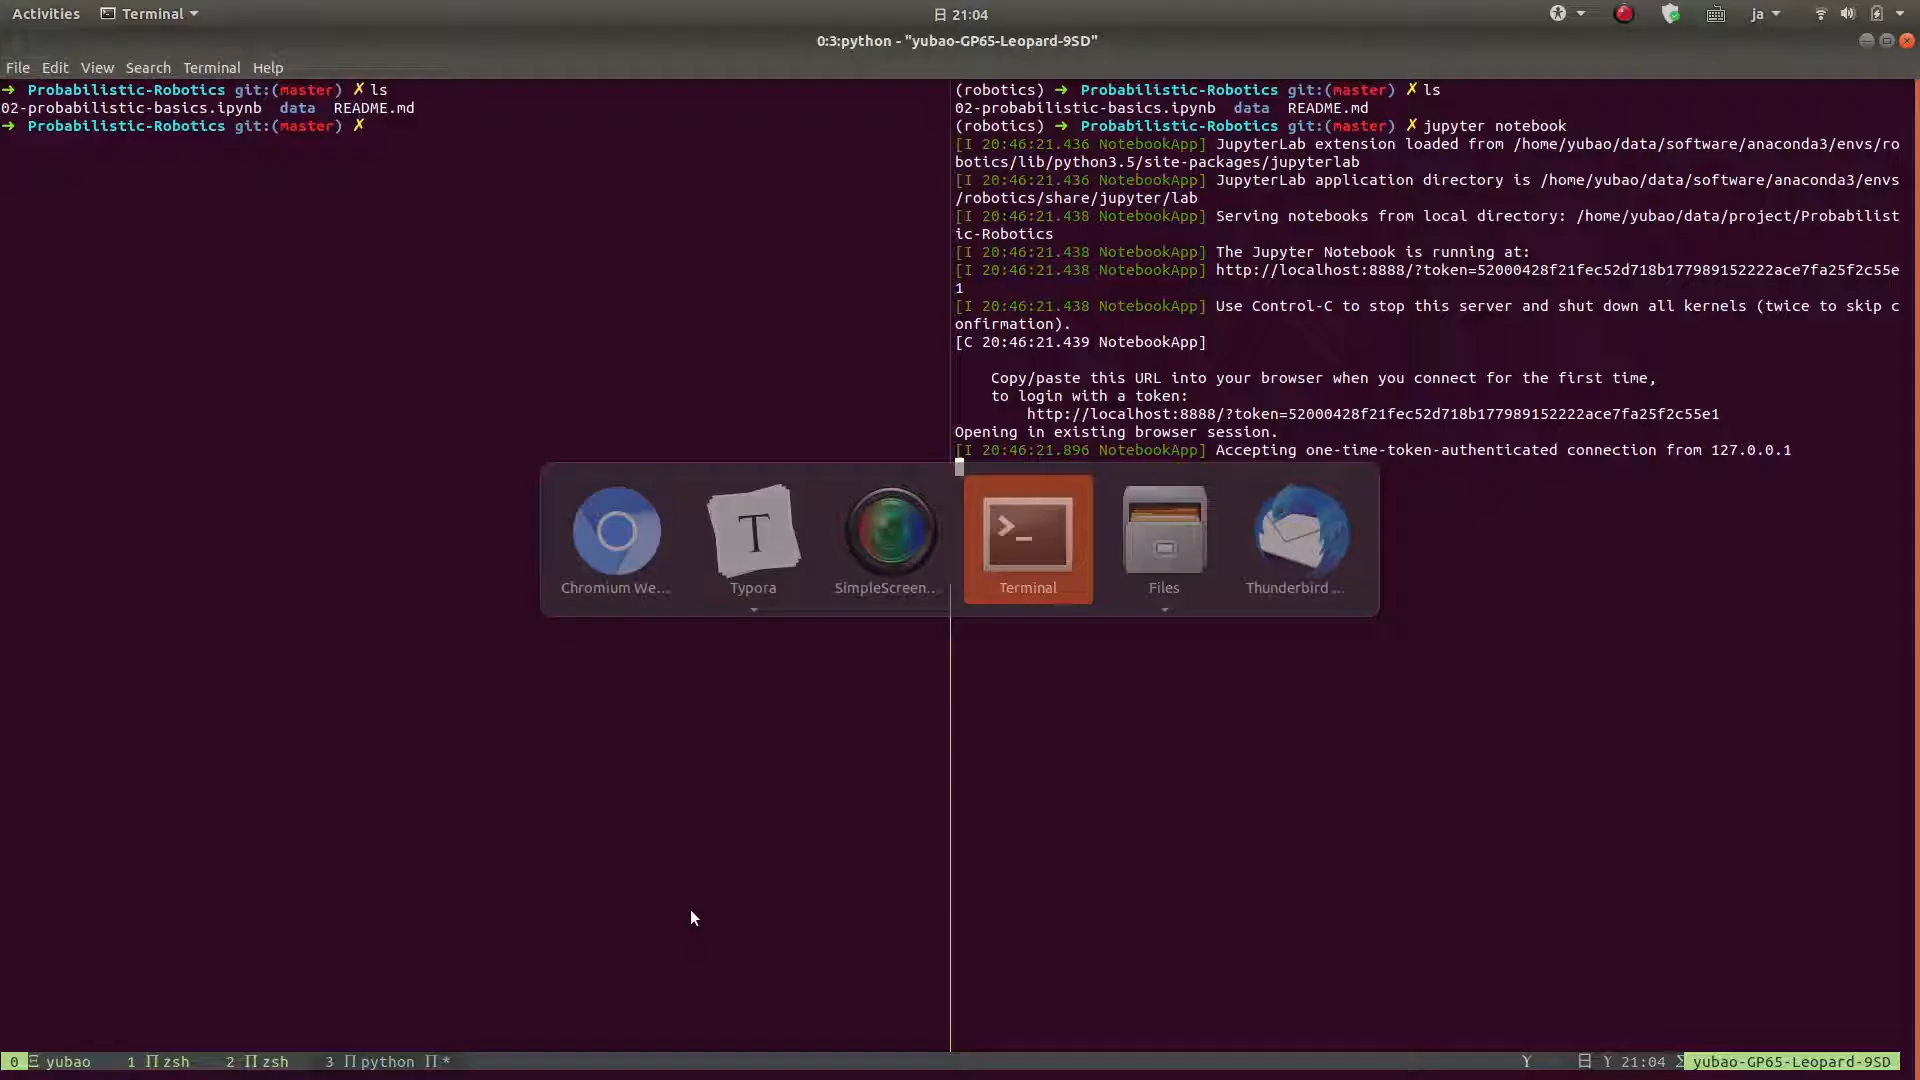 Activities Terminal 日 21:04 ja
0:3:python - "yubao-GP65-Leopard-9SD"
File Edit View Search Terminal Help
➜ Probabilistic-Robotics git:(master) ✗ ls
02-probabilistic-basics.ipynb data README.md
➜ Probabilistic-Robotics git:(master) ✗
(robotics) ➜ Probabilistic-Robotics git:(master) ✗ ls
02-probabilistic-basics.ipynb data README.md
(robotics) ➜ Probabilistic-Robotics git:(master) ✗ jupyter notebook
[I 20:46:21.436 NotebookApp] JupyterLab extension loaded from /home/yubao/data/software/anaconda3/envs/ro
botics/lib/python3.5/site-packages/jupyterlab
[I 20:46:21.436 NotebookApp] JupyterLab application directory is /home/yubao/data/software/anaconda3/envs
/robotics/share/jupyter/lab
[I 20:46:21.438 NotebookApp] Serving notebooks from local directory: /home/yubao/data/project/Probabilist
ic-Robotics
[I 20:46:21.438 NotebookApp] The Jupyter Notebook is running at:
[I 20:46:21.438 NotebookApp] http://localhost:8888/?token=52000428f21fec52d718b177989152222ace7fa25f2c55e
1
[I 20:46:21.438 NotebookApp] Use Control-C to stop this server and shut down all kernels (twice to skip c
onfirmation).
[C 20:46:21.439 NotebookApp]
Copy/paste this URL into your browser when you connect for the first time,
to login with a token:
http://localhost:8888/?token=52000428f21fec52d718b177989152222ace7fa25f2c55e1
Opening in existing browser session.
[I 20:46:21.896 NotebookApp] Accepting one-time-token-authenticated connection from 127.0.0.1
Chromium We... Typora SimpleScreen... Terminal Files Thunderbird ...
0 Ξ yubao 1 ∏ zsh 2 ∏ zsh 3 ∏ python ∏ * Y 日 Y 21:04 Σ yubao-GP65-Leopard-9SD